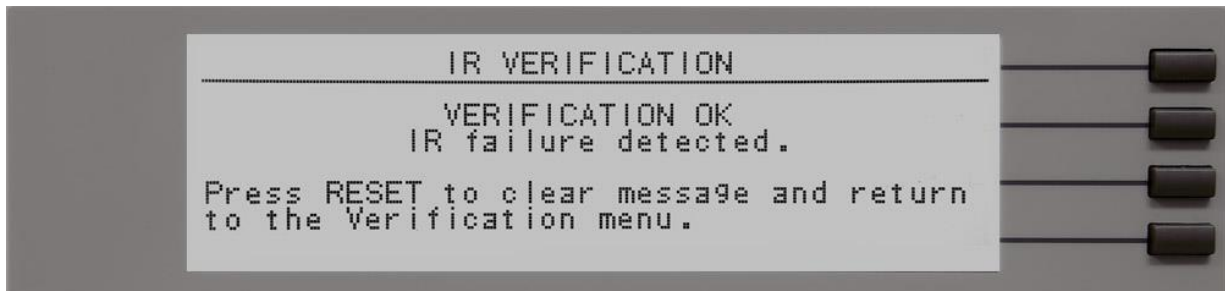 IR VERIFICATION
VERIFICATION OK
IR failure detected.
Press RESET to clear message and return
to the Verification menu.